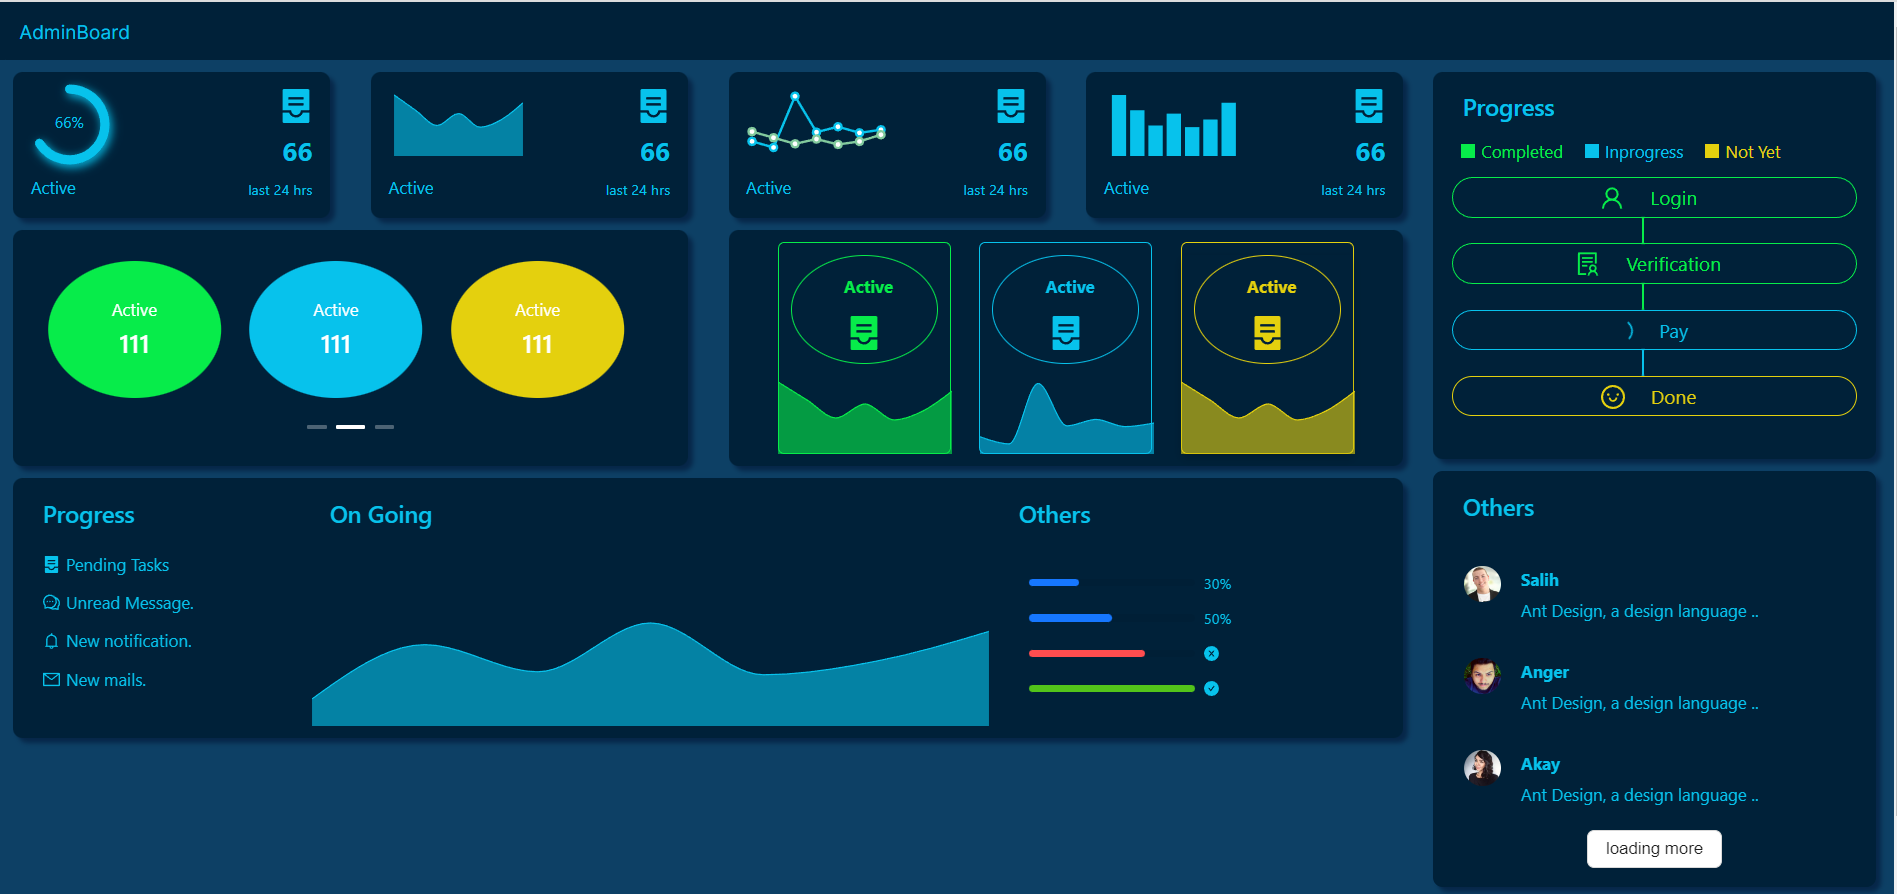 AdminBoard
66%
66
Active
last 24 hrs
66
Active
last 24 hrs
66
Active
last 24 hrs
66
Active
last 24 hrs
Progress
Completed
Inprogress
Not Yet
Login
Verification
Pay
Done
Active
111
Active
111
Active
111
Active
Active
Active
Progress
Pending Tasks
Unread Message.
New notification.
New mails.
On Going
Others
30%
50%
Others
Salih
Ant Design, a design language ..
Anger
Ant Design, a design language ..
Akay
Ant Design, a design language ..
loading more